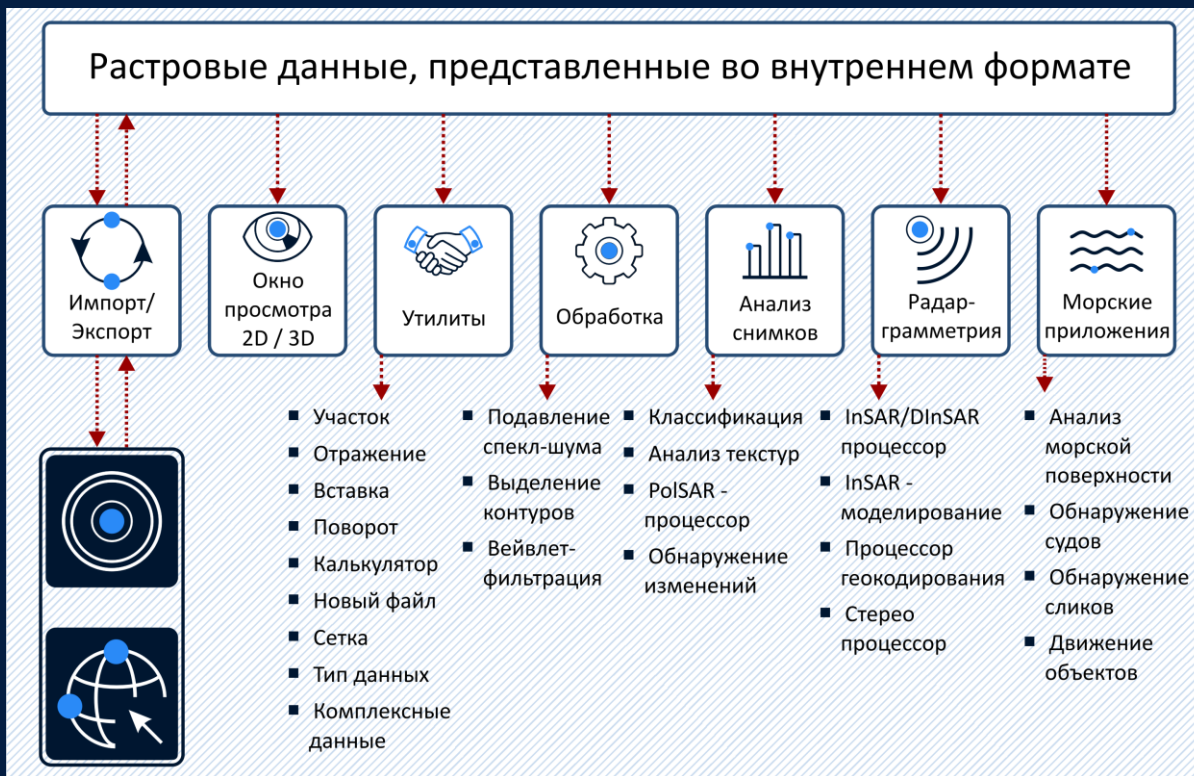 Растровые данные, представленные во внутреннем формате
Импорт/
Экспорт
Окно
просмотра
2D / 3D
Утилиты
Обработка
Анализ
снимков
Радар-
грамметрия
Морские
приложения
Участок
Отражение
Вставка
Поворот
Калькулятор
Новый файл
Сетка
Тип данных
Комплексные
данные
Подавление
спекл-шума
Выделение
контуров
Вейвлет-
фильтрация
Классификация
Анализ текстур
PolSAR -
процессор
Обнаружение
изменений
InSAR/DInSAR
процессор
InSAR -
моделирование
Процессор
геокодирования
Стерео
процессор
Анализ
морской
поверхности
Обнаружение
судов
Обнаружение
сликов
Движение
объектов